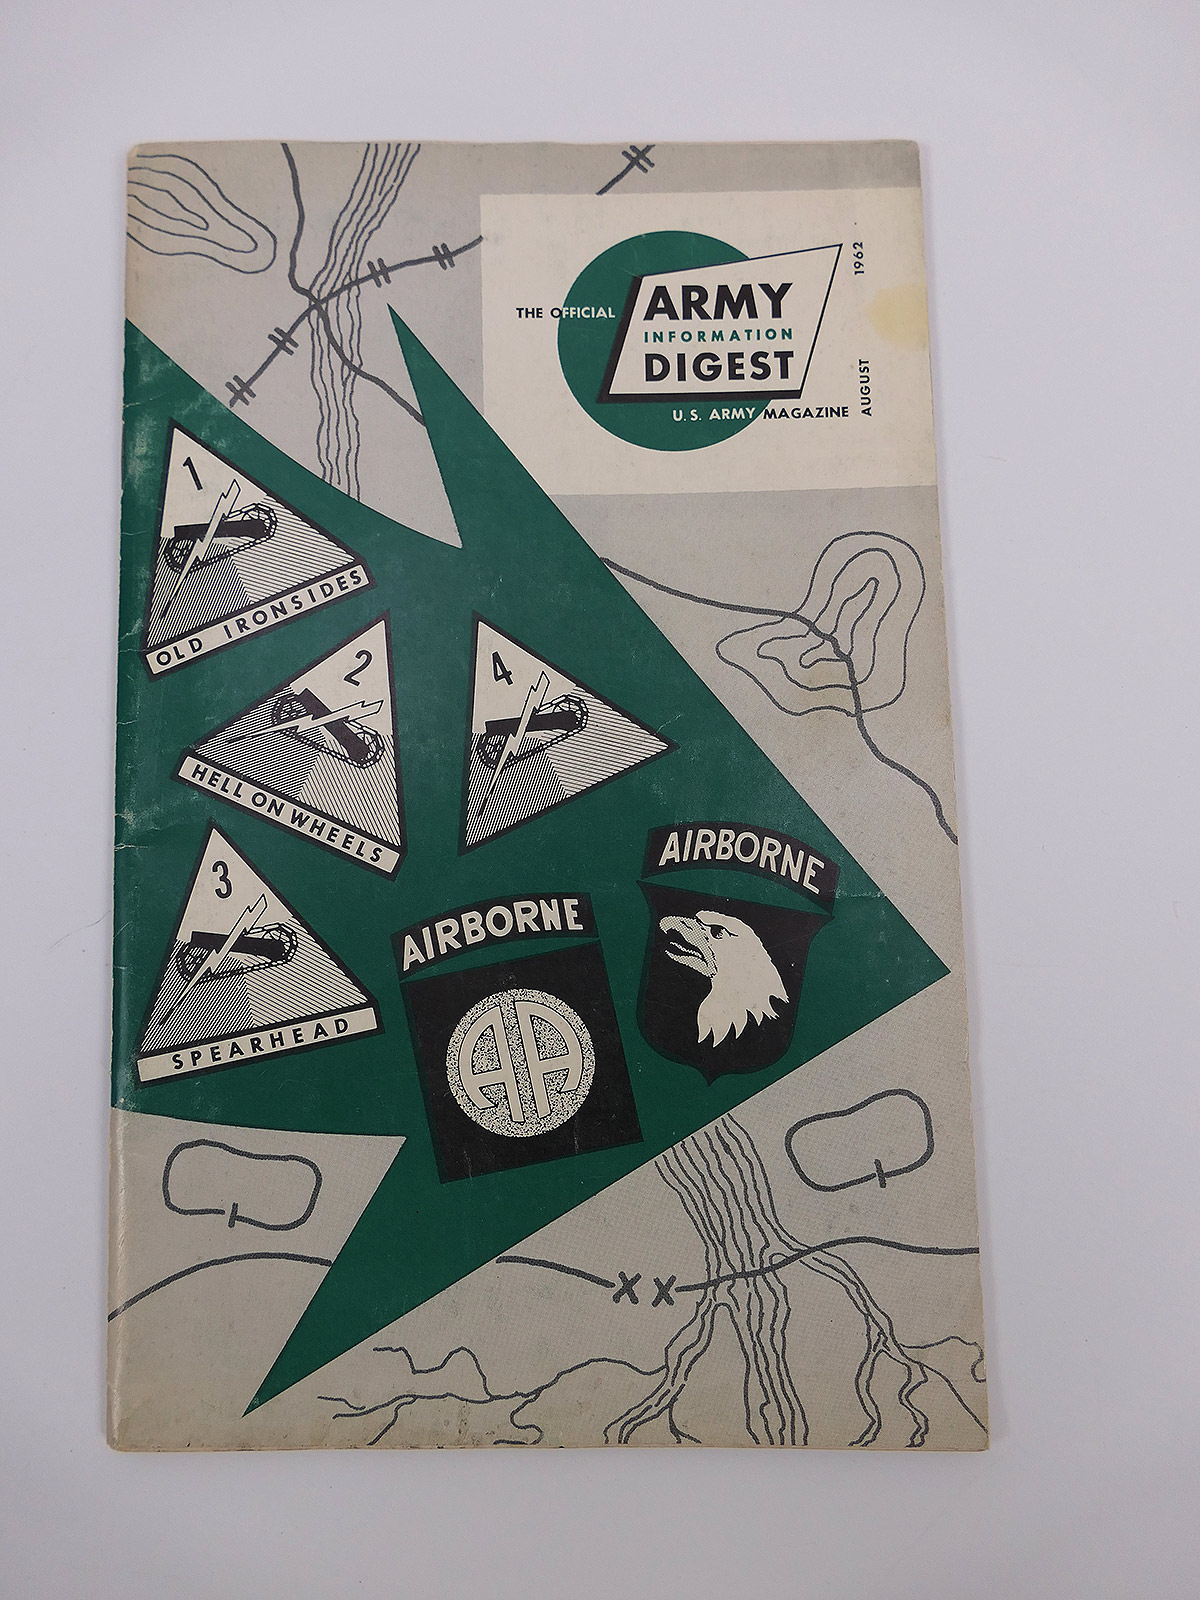 THE OFFICIAL
ARMY
INFORMATION
DIGEST
U.S. ARMY MAGAZINE
AUGUST 1962
1
OLD IRONSIDES
2
HELL ON WHEELS
4
3
SPEARHEAD
AIRBORNE
AA
AIRBORNE